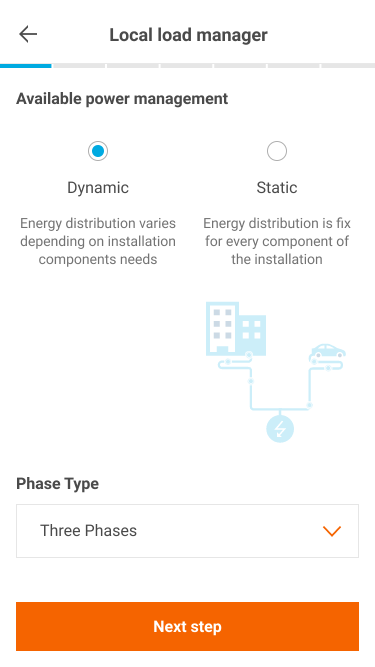 Local load manager
Available power management
Dynamic
Static
Energy distribution varies
depending on installation
components needs
Energy distribution is fix
for every component of
the installation
Phase Type
Three Phases
Next step